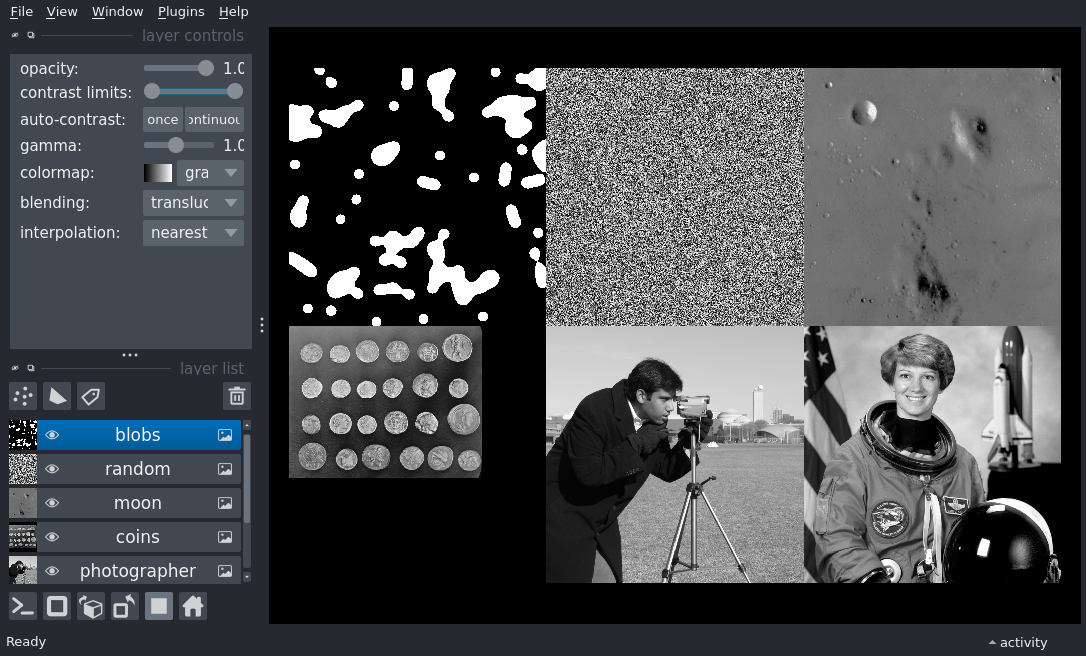 File View Window Plugins Help
layer controls
opacity: 1.0
contrast limits:
auto-contrast: once ontinuou
gamma: 1.0
colormap: gra
blending: transluc
interpolation: nearest
layer list
blobs
random
moon
coins
photographer
Ready
activity